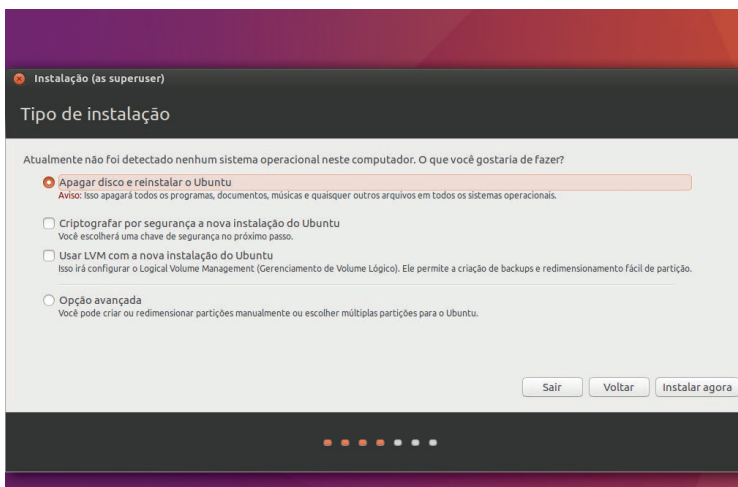 Instalação (as superuser)
Tipo de instalação
Atualmente não foi detectado nenhum sistema operacional neste computador. O que você gostaria de fazer?
Apagar disco e reinstalar o Ubuntu
Aviso: Isso apagará todos os programas, documentos, músicas e quaisquer outros arquivos em todos os sistemas operacionais.
Criptografar por segurança a nova instalação do Ubuntu
Você escolherá uma chave de segurança no próximo passo.
Usar LVM com a nova instalação do Ubuntu
Isso irá configurar o Logical Volume Management (Gerenciamento de Volume Lógico). Ele permite a criação de backups e redimensionamento fácil de partição.
Opção avançada
Você pode criar ou redimensionar partições manualmente ou escolher múltiplas partições para o Ubuntu.
Sair Voltar Instalar agora